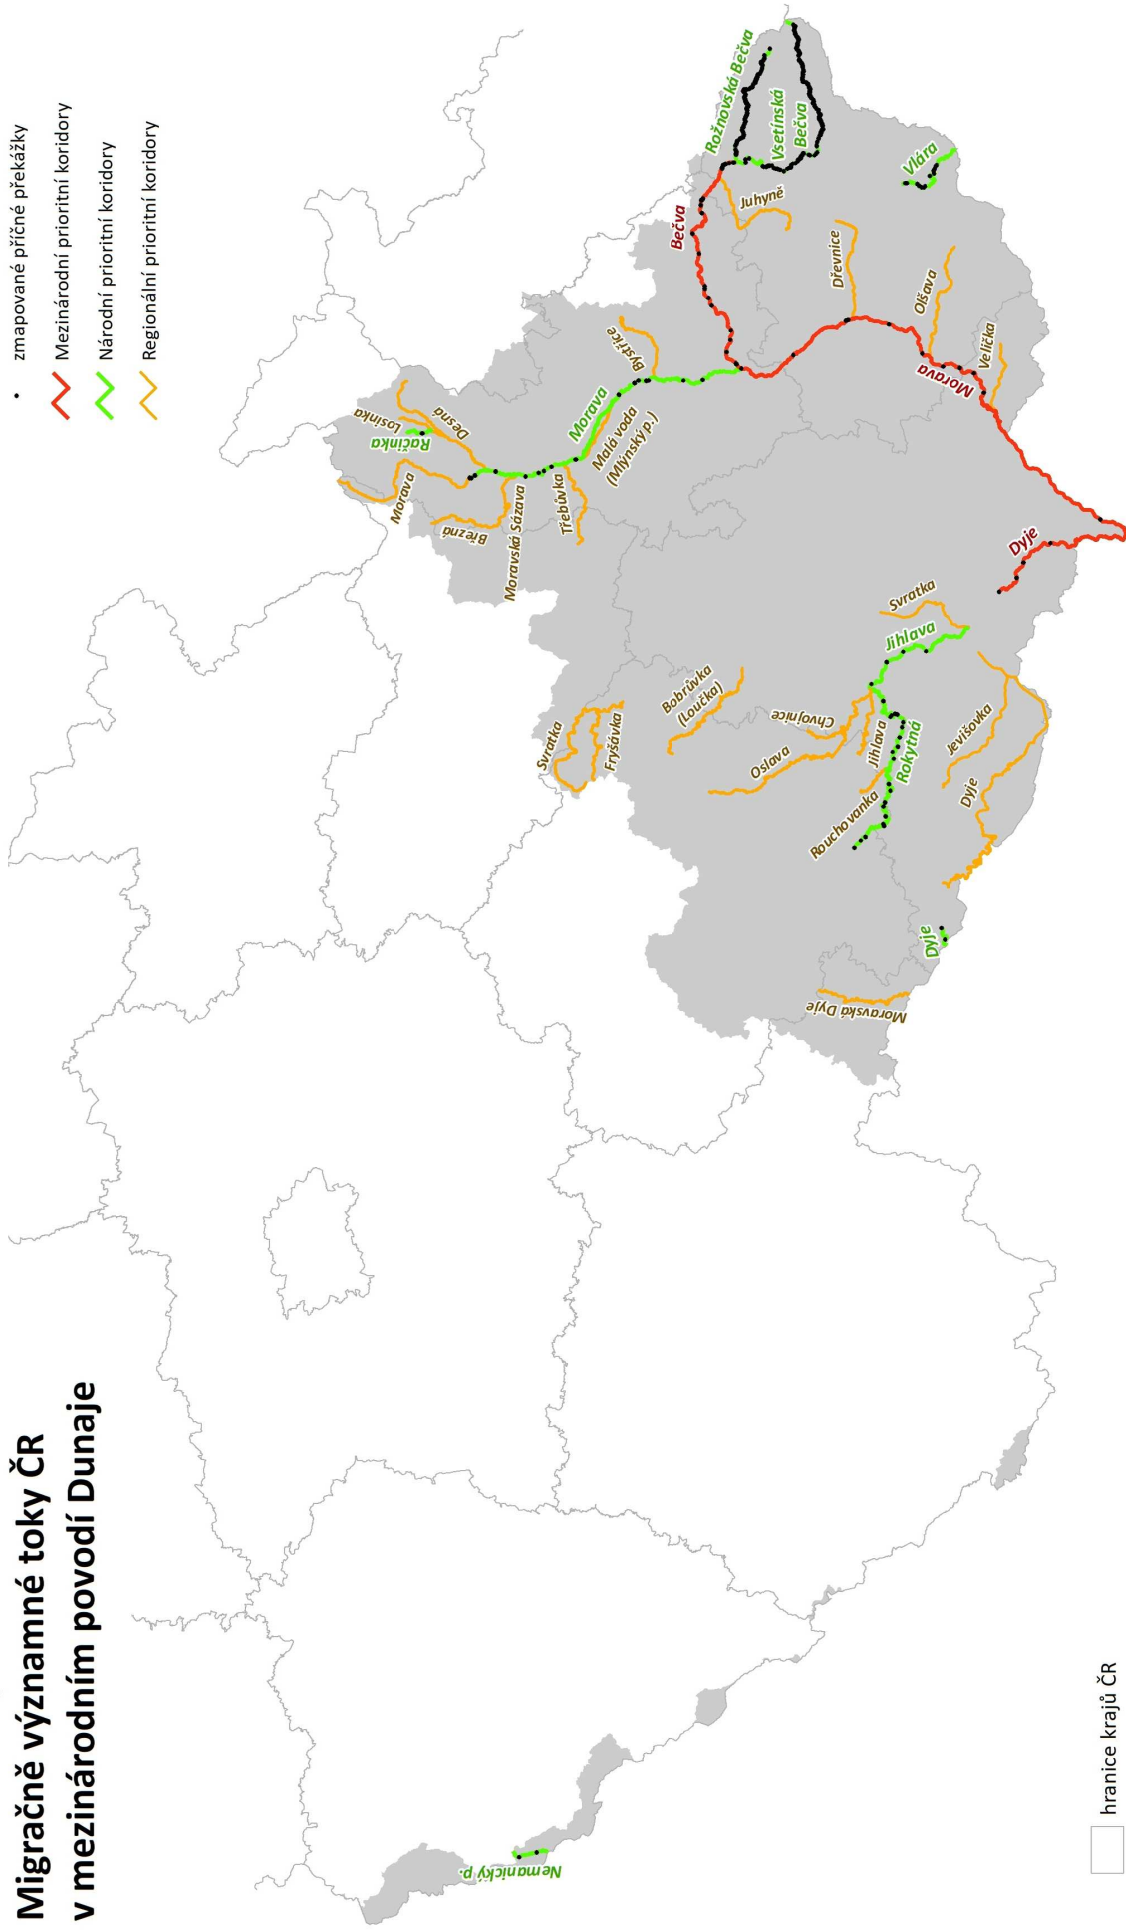 Migračně významné toky ČR
v mezinárodním povodí Dunaje
zmapované příčné překážky
Mezinárodní prioritní koridory
Národní prioritní koridory
Regionální prioritní koridory
Nemanický p.
Moravská Dyje
Dyje
Svratka
Fryšávka
Bobrůvka
(Loučka)
Oslava
Chvojnice
Jihlava
Rouchovanka
Rokytná
Jevišovka
Dyje
Jihlava
Svratka
Dyje
Morava
Březná
Moravská Sázava
Třebůvka
Losinka
Račinka
Desná
Morava
Malá voda
(Mlýnský p.)
Bystřice
Bečva
Juhyně
Rožnovská Bečva
Vsetínská
Bečva
Dřevnice
Olšava
Velička
Morava
Vlára
hranice krajů ČR